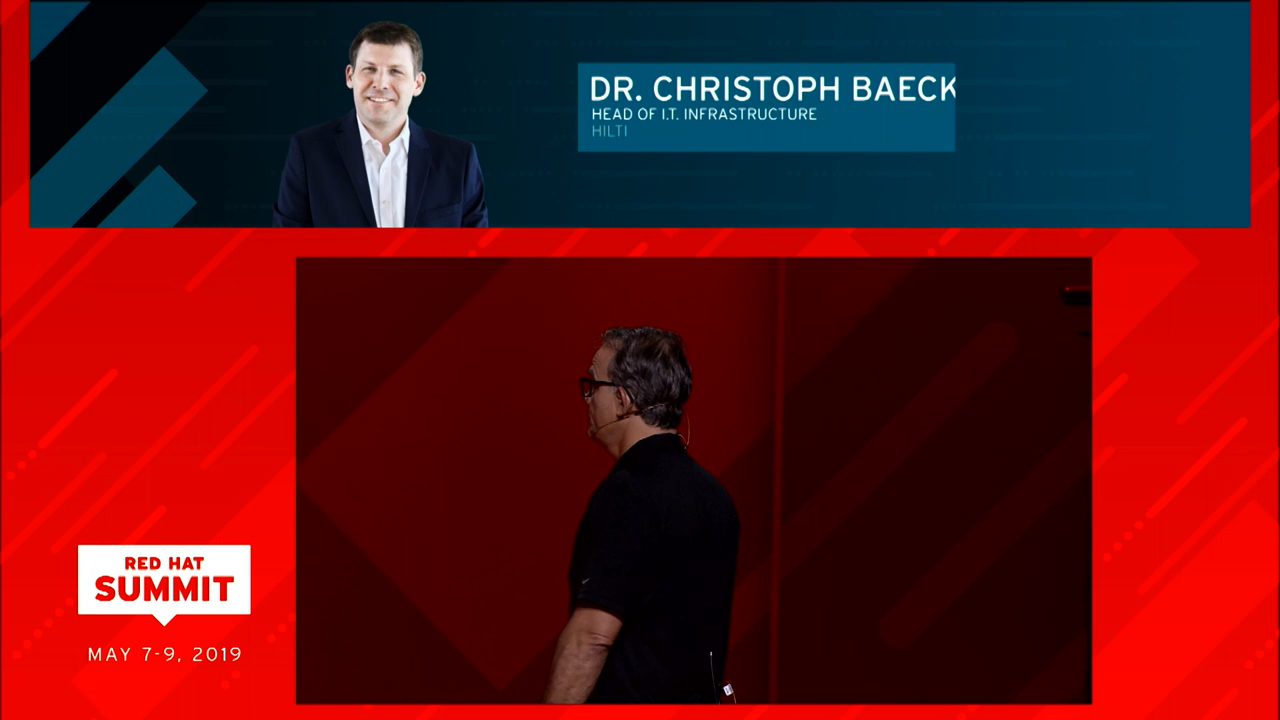 DR. CHRISTOPH BAECK
HEAD OF I.T. INFRASTRUCTURE
HILTI
RED HAT
SUMMIT
MAY 7-9, 2019